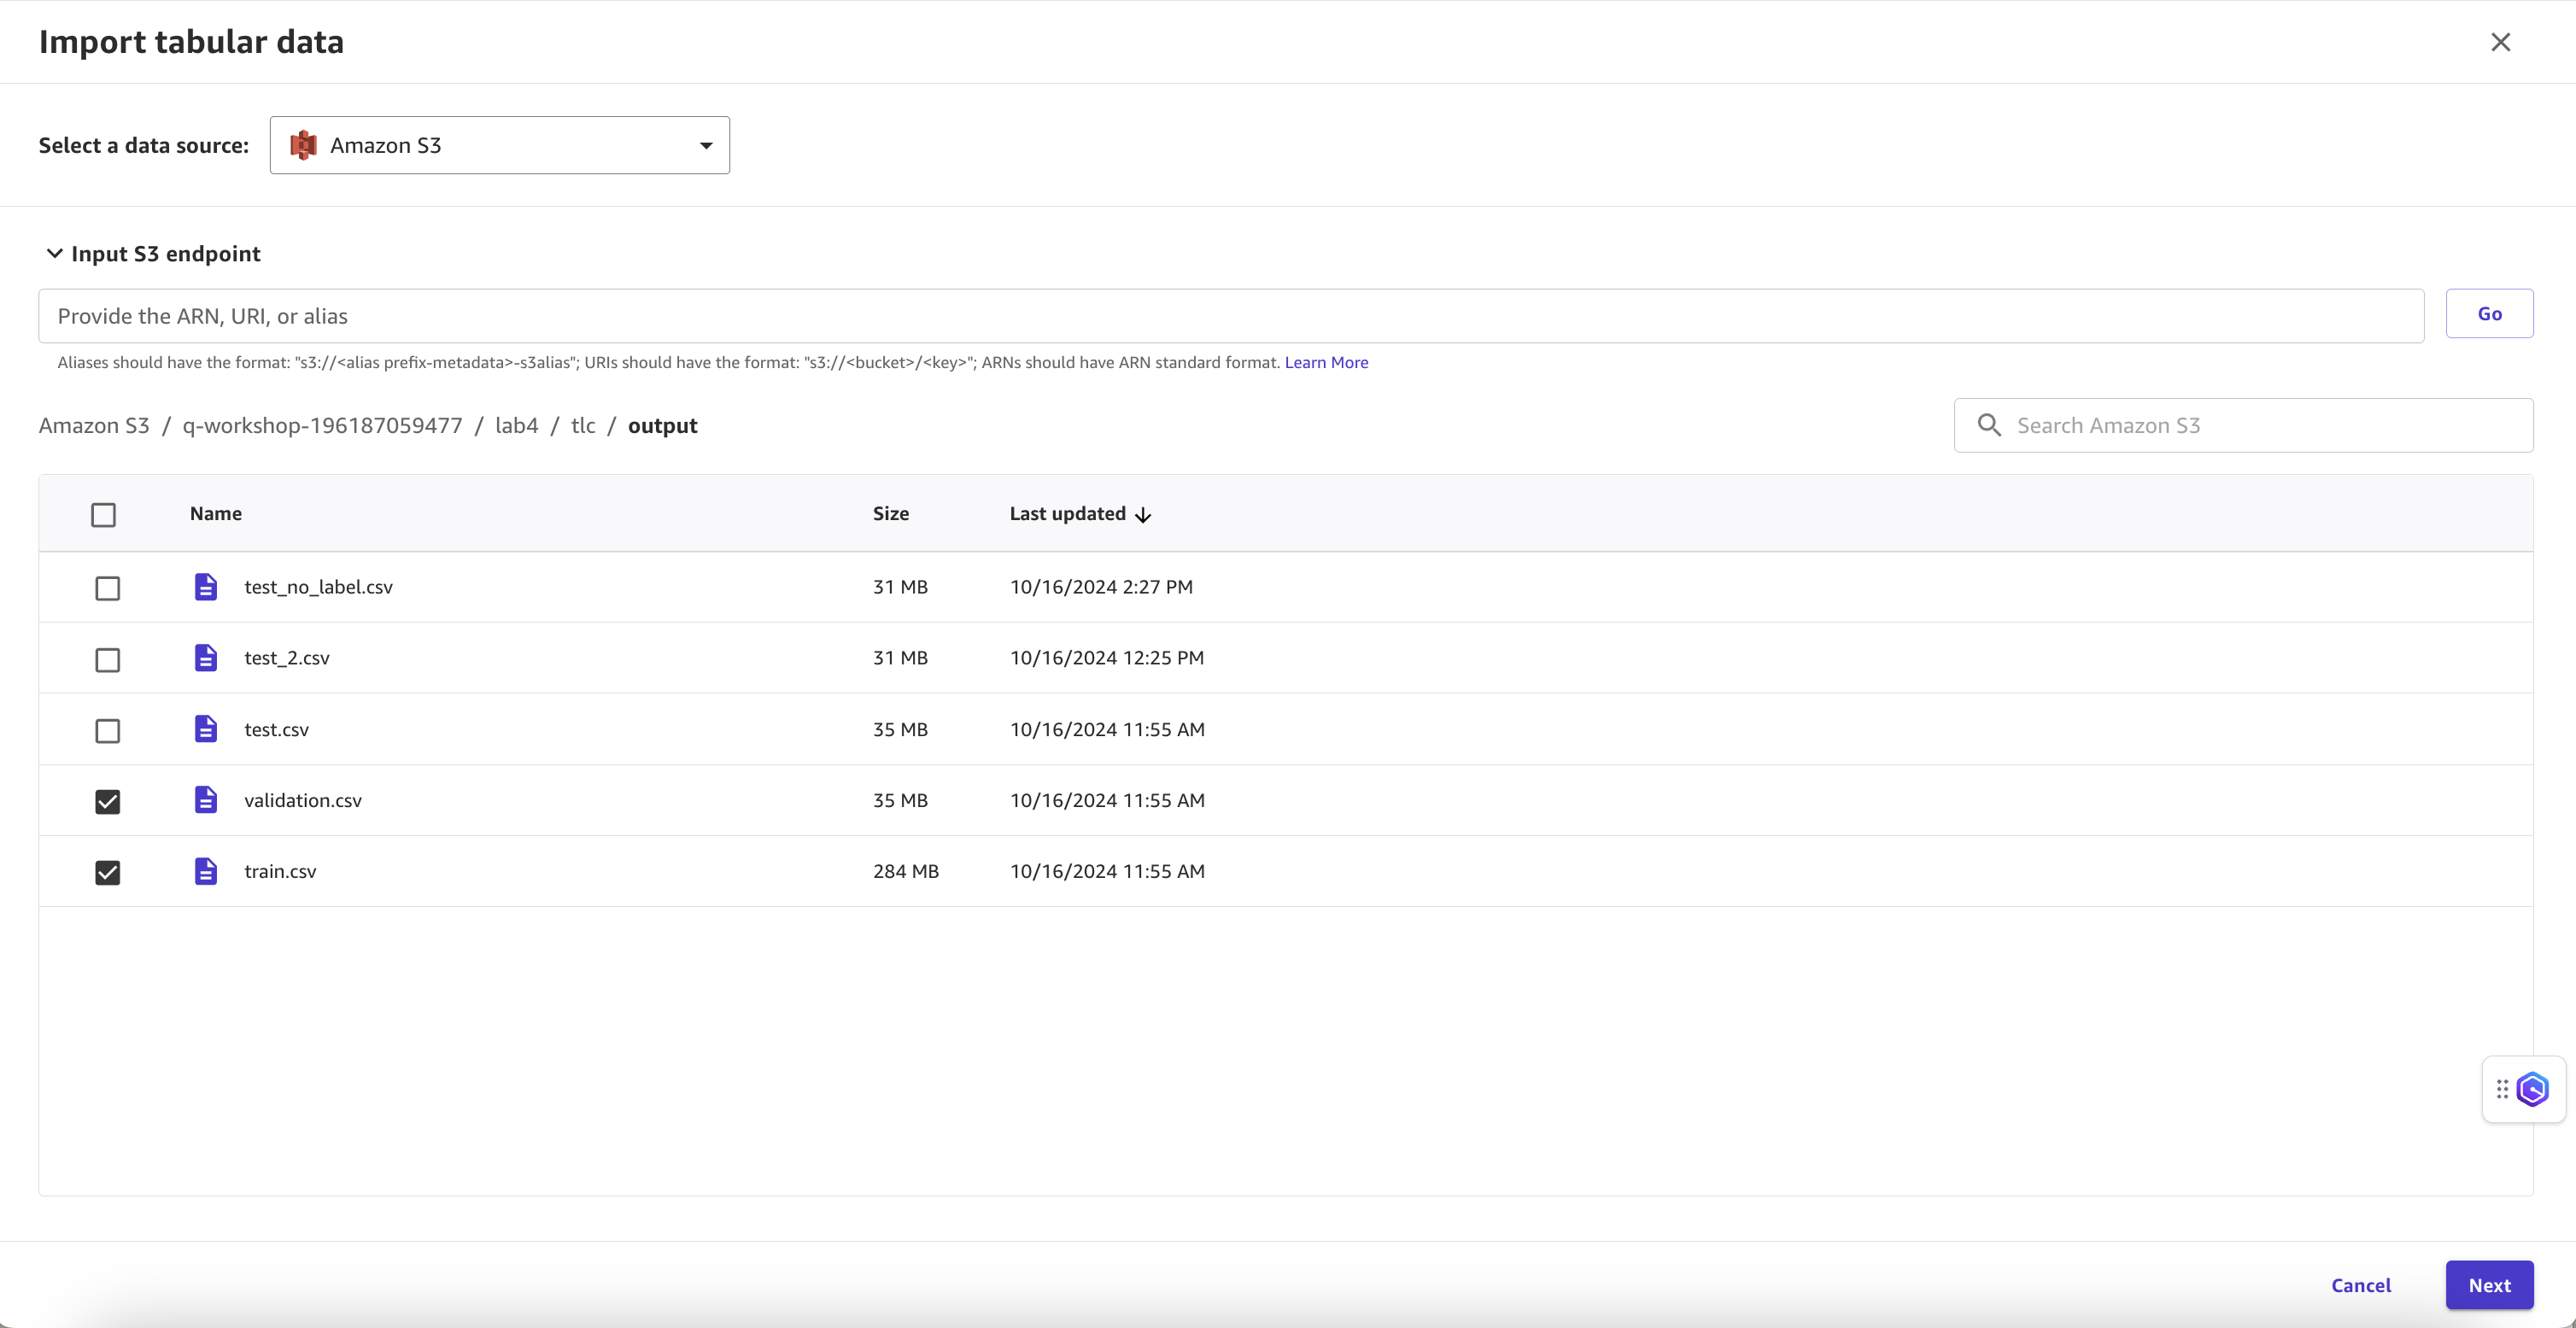 Import tabular data
Select a data source: Amazon S3
Input S3 endpoint
Provide the ARN, URI, or alias
Go
Aliases should have the format: "s3://<alias prefix-metadata>-s3alias"; URIs should have the format: "s3://<bucket>/<key>"; ARNs should have ARN standard format. Learn More
Amazon S3 / q-workshop-196187059477 / lab4 / tlc / output
Search Amazon S3
Name Size Last updated
test_no_label.csv 31 MB 10/16/2024 2:27 PM
test_2.csv 31 MB 10/16/2024 12:25 PM
test.csv 35 MB 10/16/2024 11:55 AM
validation.csv 35 MB 10/16/2024 11:55 AM
train.csv 284 MB 10/16/2024 11:55 AM
Cancel Next